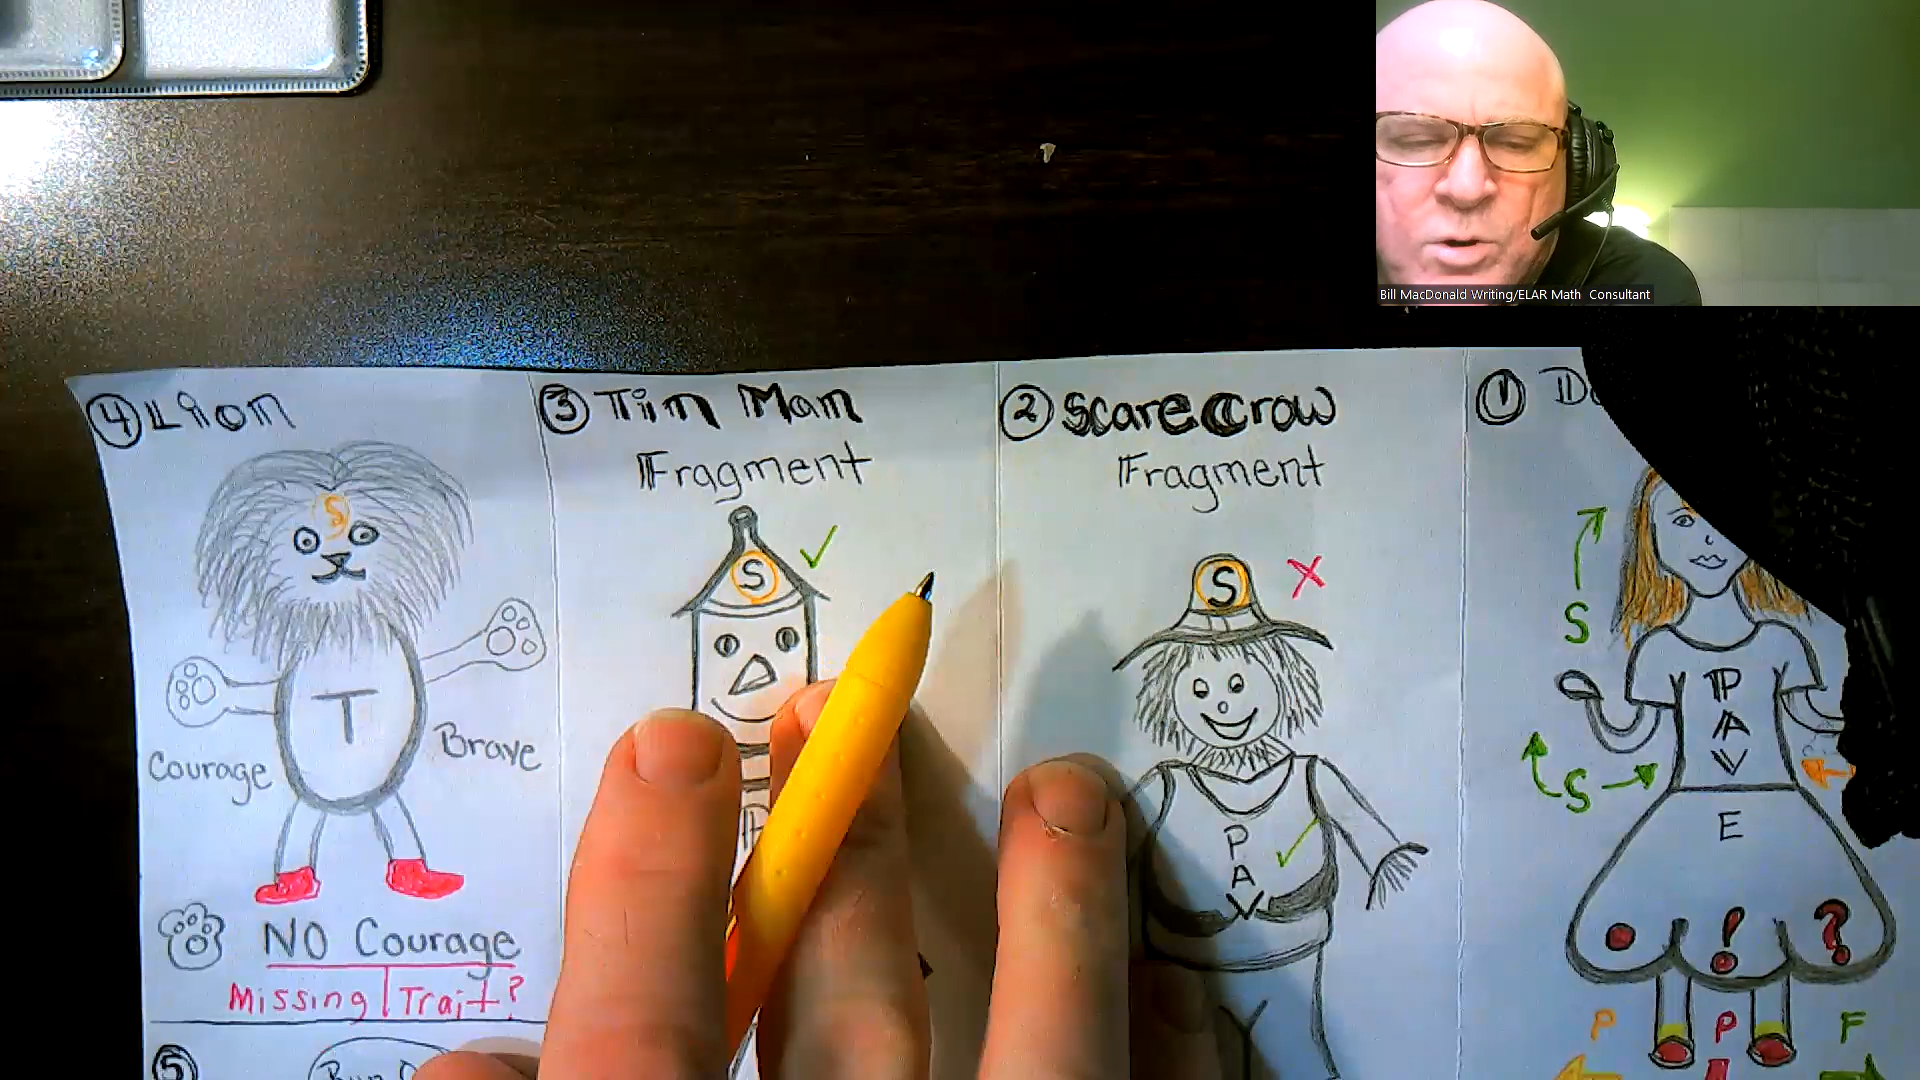 Bill MacDonald Writing/ELAR Math Consultant
④ Lion
S
T
Courage
Brave
NO Courage
Missing Trait?
⑤
③ Tin Man
Fragment
S
② Scarecrow
Fragment
S
P
A
V
①
S
S
P
A
V
E
. ! ?
P P F